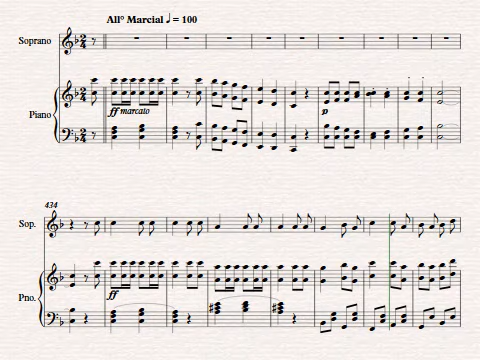 All° Marcial ♩ = 100
Soprano
Piano
ff marcato
p
434
Sop.
Pno.
ff